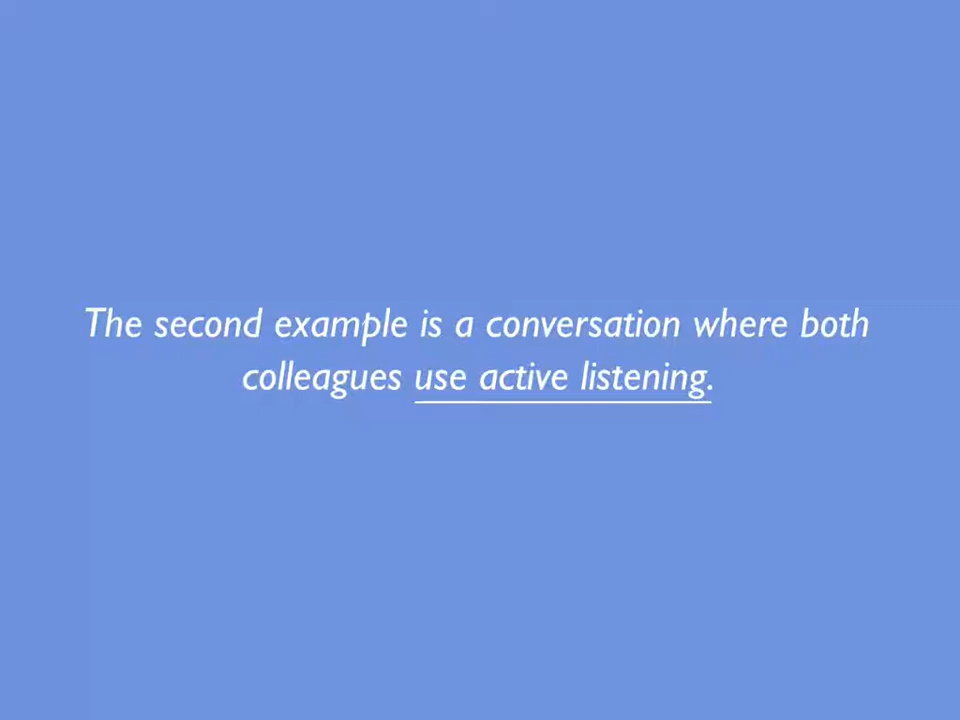 The second example is a conversation where both
colleagues use active listening.